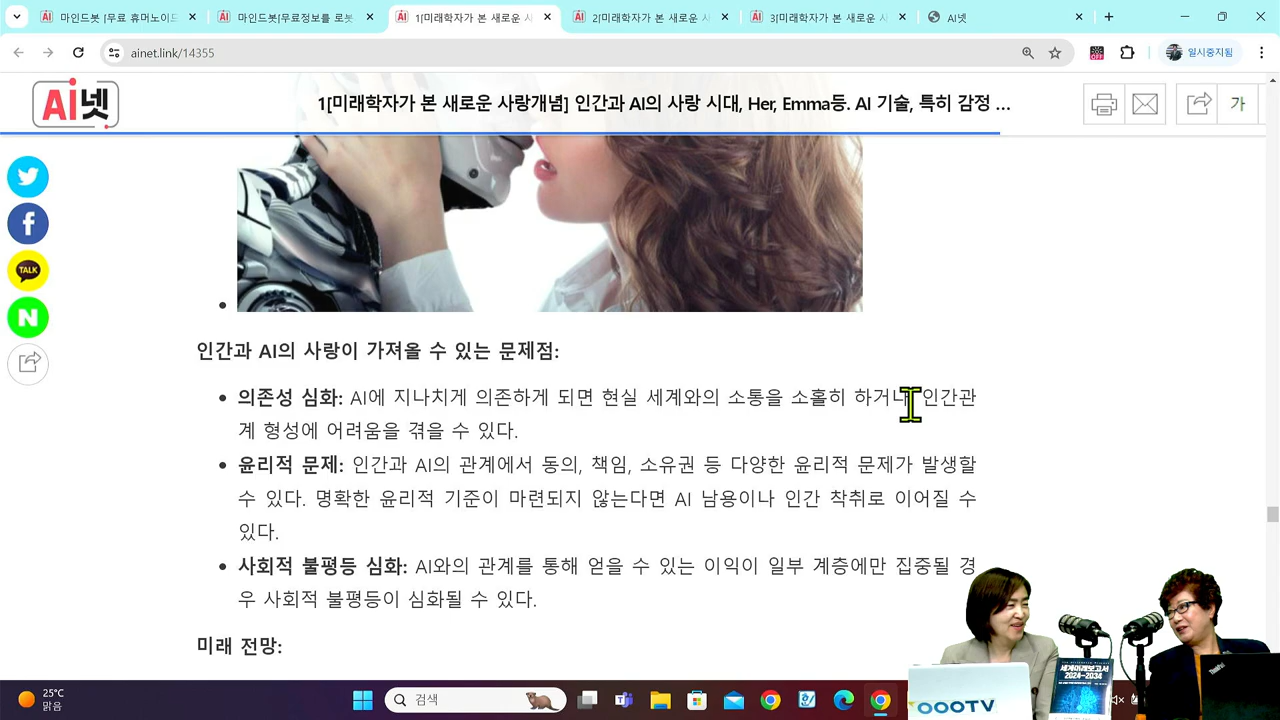 마인드봇 [무료 휴머노이드
마인드봇[무료정보를 로봇
1[미래학자가 본 새로운 사
2[미래학자가 본 새로운 사
3[미래학자가 본 새로운 사
AI넷
ainet.link/14355
OFF
일시중지됨
Ai넷
1[미래학자가 본 새로운 사랑개념] 인간과 AI의 사랑 시대, Her, Emma등. AI 기술, 특히 감정 ...
가
TALK
N
인간과 AI의 사랑이 가져올 수 있는 문제점:
의존성 심화: AI에 지나치게 의존하게 되면 현실 세계와의 소통을 소홀히 하거나 인간관
계 형성에 어려움을 겪을 수 있다.
윤리적 문제: 인간과 AI의 관계에서 동의, 책임, 소유권 등 다양한 윤리적 문제가 발생할
수 있다. 명확한 윤리적 기준이 마련되지 않는다면 AI 남용이나 인간 착취로 이어질 수
있다.
사회적 불평등 심화: AI와의 관계를 통해 얻을 수 있는 이익이 일부 계층에만 집중될 경
우 사회적 불평등이 심화될 수 있다.
미래 전망:
세계미래보고서
2024-2034
ThinkPad
OOOTV
25°C
맑음
검색